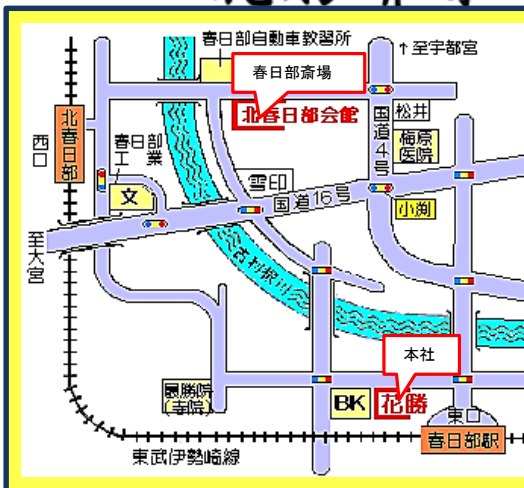 春日部自動車教習所
↑至宇都宮
春日部斎場
北春日部会館
松井
国道4号
梅原
医院
北春日部
西口
春日部
工業
文
雪印
国道16号
小渕
至大宮
古利根川
本社
最勝院
(寺院)
BK
花勝
東口
春日部駅
東武伊勢崎線